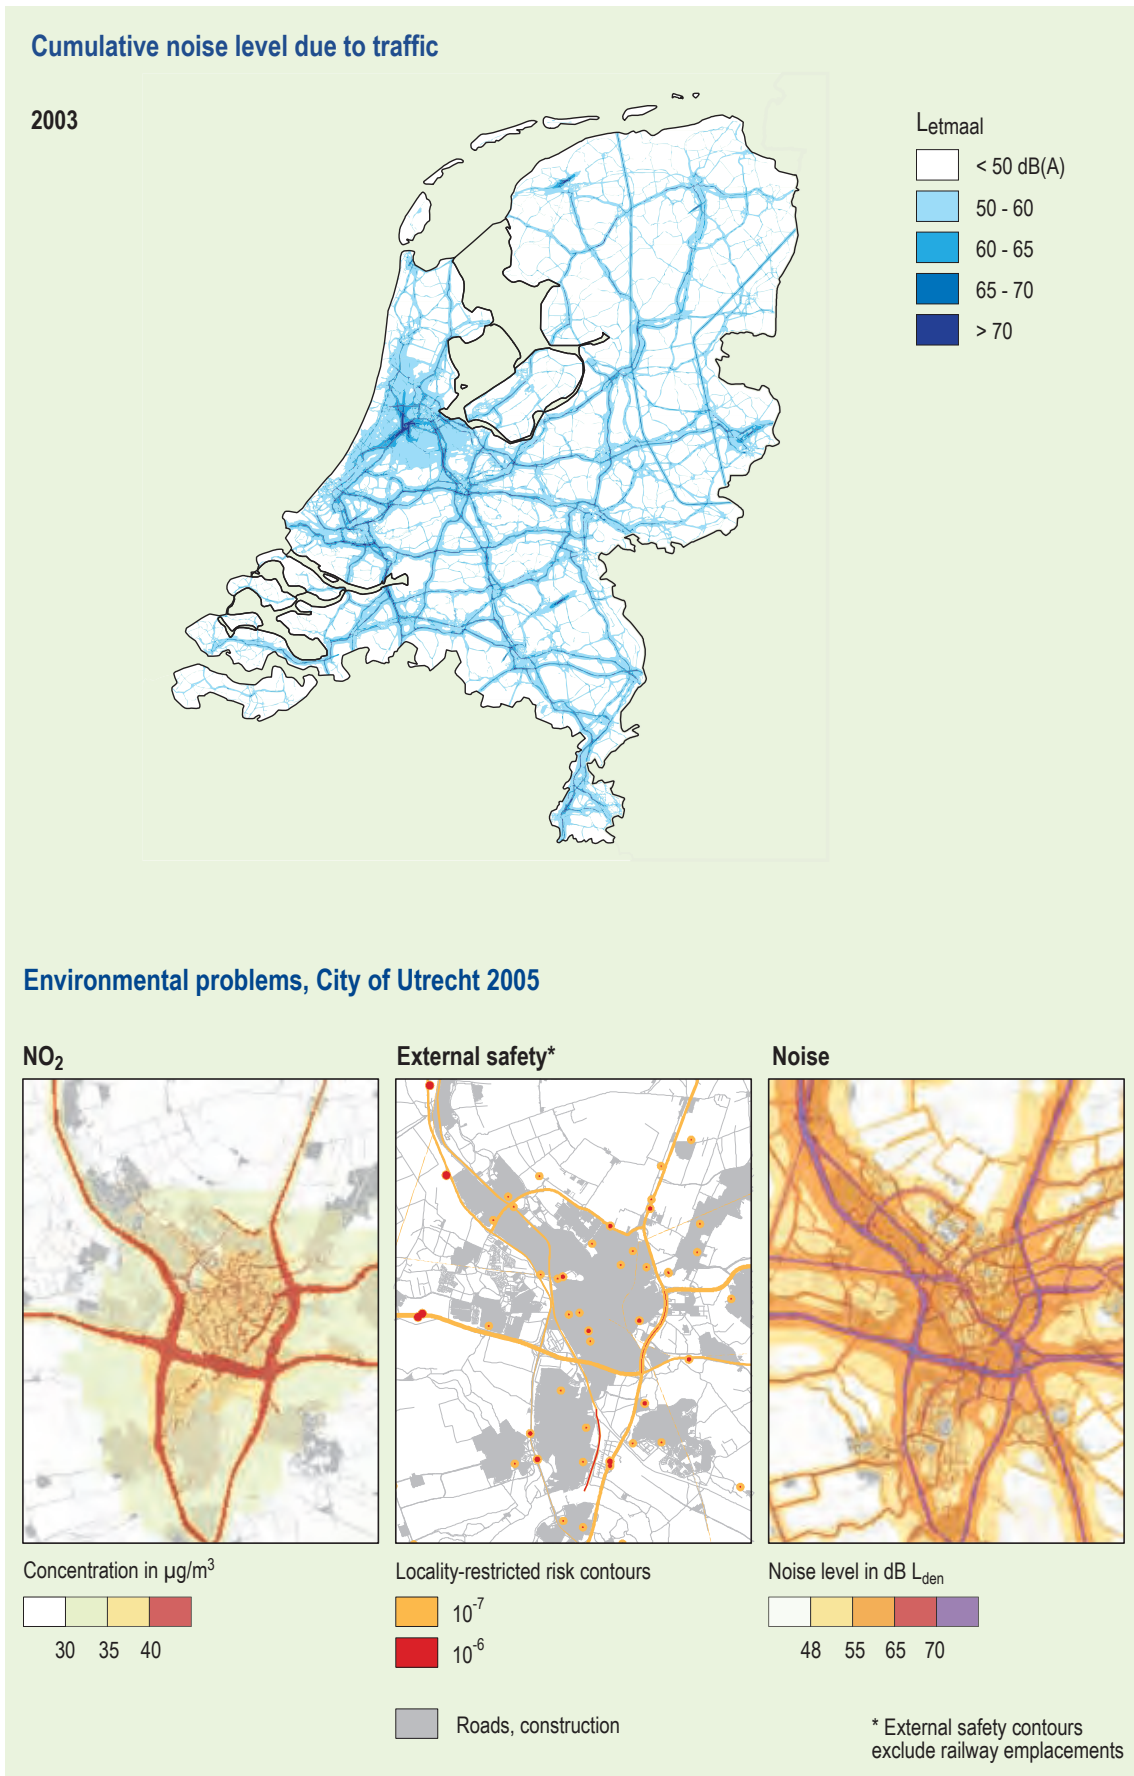 Cumulative noise level due to traffic
2003
Letmaal
< 50 dB(A)
50 - 60
60 - 65
65 - 70
> 70
Environmental problems, City of Utrecht 2005
NO₂
External safety*
Noise
Concentration in µg/m³
30 35 40
Locality-restricted risk contours
10⁻⁷
10⁻⁶
Roads, construction
Noise level in dB Lden
48 55 65 70
* External safety contours
exclude railway emplacements